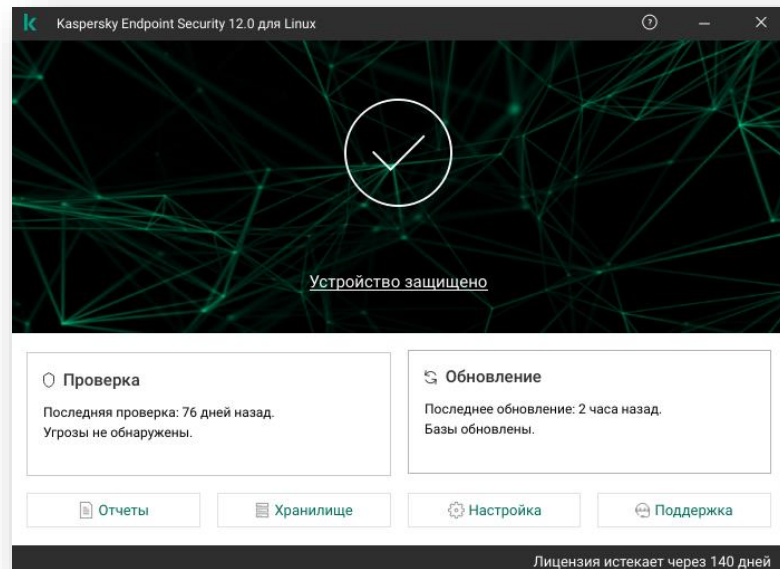 Kaspersky Endpoint Security 12.0 для Linux
Устройство защищено
Проверка
Последняя проверка: 76 дней назад.
Угрозы не обнаружены.
Обновление
Последнее обновление: 2 часа назад.
Базы обновлены.
Отчеты
Хранилище
Настройка
Поддержка
Лицензия истекает через 140 дней